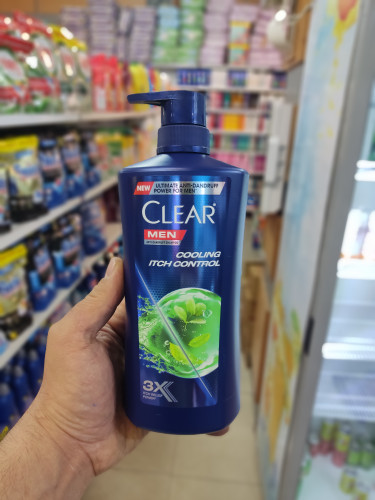 NEW
ULTIMATE ANTI-DANDRUFF
POWER FOR MEN
CLEAR
MEN
COOLING
ITCH CONTROL
3X